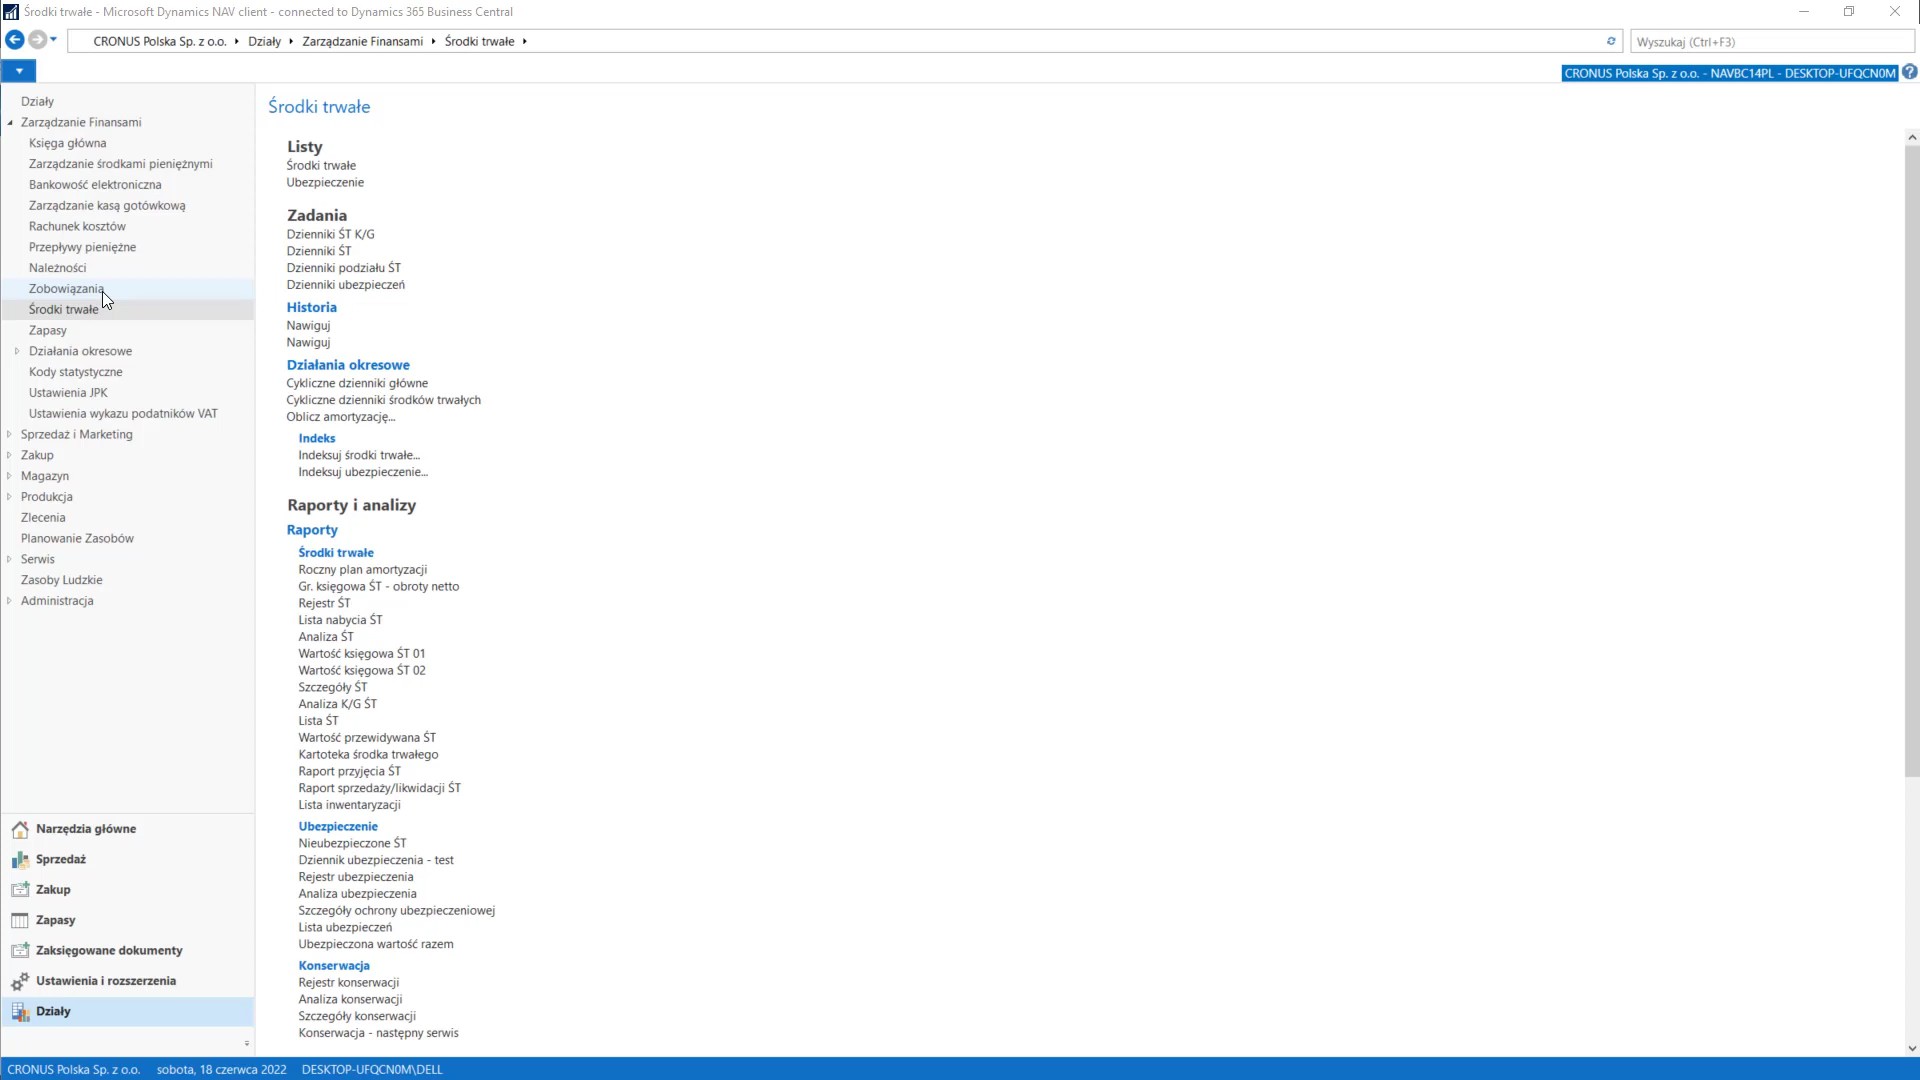 Środki trwałe - Microsoft Dynamics NAV client - connected to Dynamics 365 Business Central
CRONUS Polska Sp. z o.o. Działy Zarządzanie Finansami Środki trwałe
Wyszukaj (Ctrl+F3)
CRONUS Polska Sp. z o.o. - NAVBC14PL - DESKTOP-UFQCN0M
Działy
Zarządzanie Finansami
Księga główna
Zarządzanie środkami pieniężnymi
Bankowość elektroniczna
Zarządzanie kasą gotówkową
Rachunek kosztów
Przepływy pieniężne
Należności
Zobowiązania
Środki trwałe
Zapasy
Działania okresowe
Kody statystyczne
Ustawienia JPK
Ustawienia wykazu podatników VAT
Sprzedaż i Marketing
Zakup
Magazyn
Produkcja
Zlecenia
Planowanie Zasobów
Serwis
Zasoby Ludzkie
Administracja
Narzędzia główne
Sprzedaż
Zakup
Zapasy
Zaksięgowane dokumenty
Ustawienia i rozszerzenia
Działy
Środki trwałe
Listy
Środki trwałe
Ubezpieczenie
Zadania
Dzienniki ŚT K/G
Dzienniki ŚT
Dzienniki podziału ŚT
Dzienniki ubezpieczeń
Historia
Nawiguj
Nawiguj
Działania okresowe
Cykliczne dzienniki główne
Cykliczne dzienniki środków trwałych
Oblicz amortyzację...
Indeks
Indeksuj środki trwałe...
Indeksuj ubezpieczenie...
Raporty i analizy
Raporty
Środki trwałe
Roczny plan amortyzacji
Gr. księgowa ŚT - obroty netto
Rejestr ŚT
Lista nabycia ŚT
Analiza ŚT
Wartość księgowa ŚT 01
Wartość księgowa ŚT 02
Szczegóły ŚT
Analiza K/G ŚT
Lista ŚT
Wartość przewidywana ŚT
Kartoteka środka trwałego
Raport przyjęcia ŚT
Raport sprzedaży/likwidacji ŚT
Lista inwentaryzacji
Ubezpieczenie
Nieubezpieczone ŚT
Dziennik ubezpieczenia - test
Rejestr ubezpieczenia
Analiza ubezpieczenia
Szczegóły ochrony ubezpieczeniowej
Lista ubezpieczeń
Ubezpieczona wartość razem
Konserwacja
Rejestr konserwacji
Analiza konserwacji
Szczegóły konserwacji
Konserwacja - następny serwis
CRONUS Polska Sp. z o.o. sobota, 18 czerwca 2022 DESKTOP-UFQCN0M\DELL